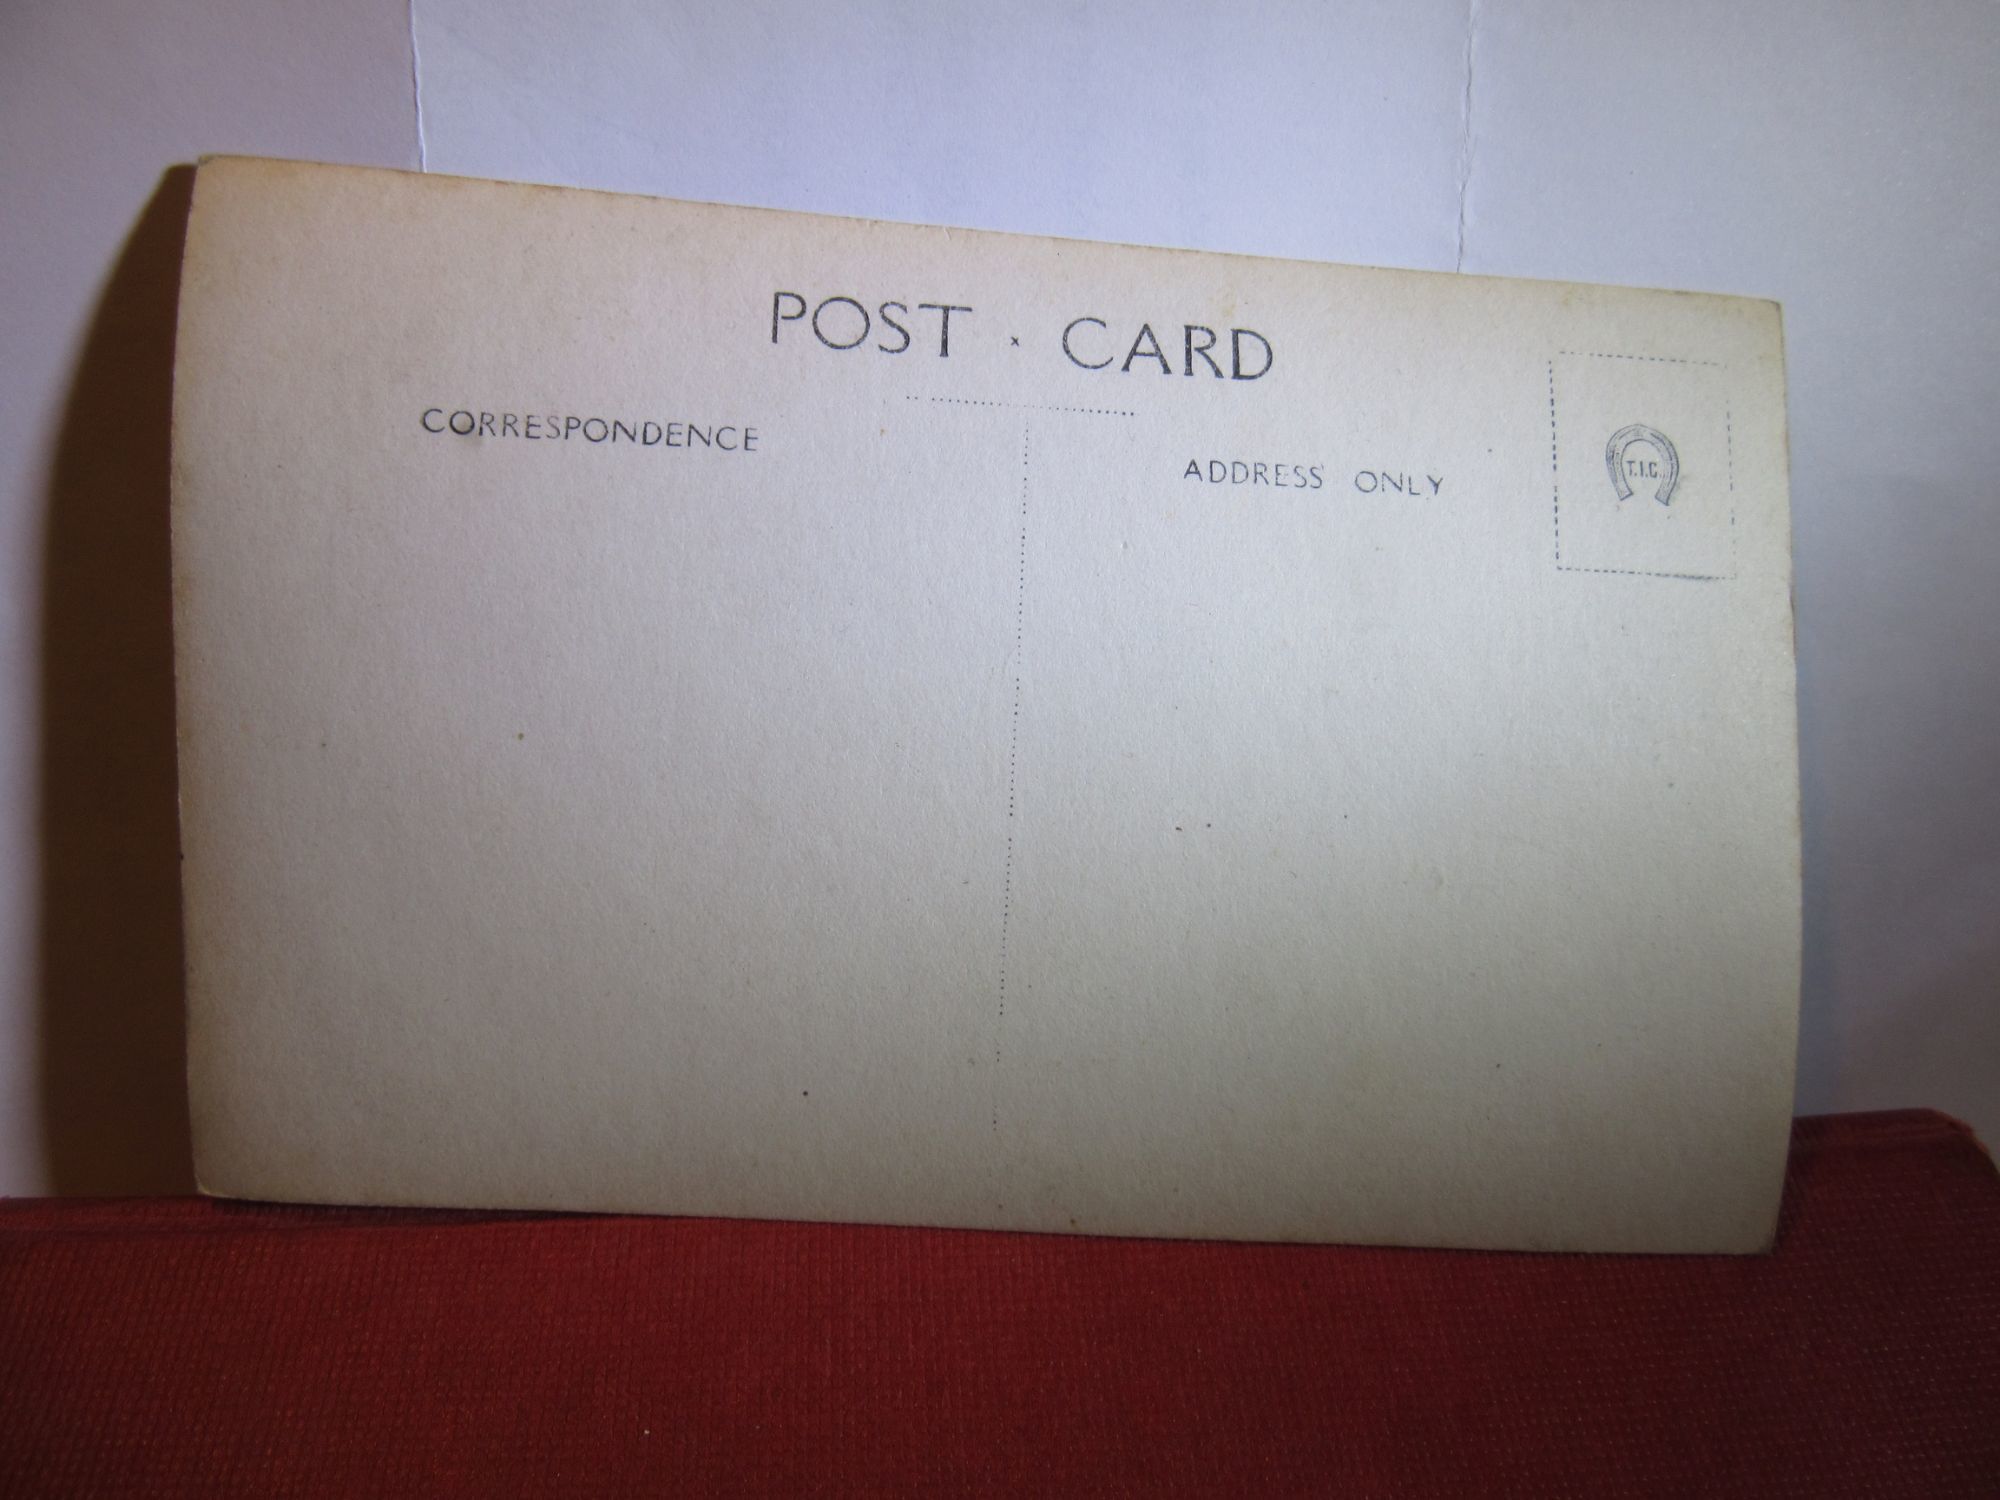 POST · CARD
CORRESPONDENCE
ADDRESS ONLY
T.I.C.